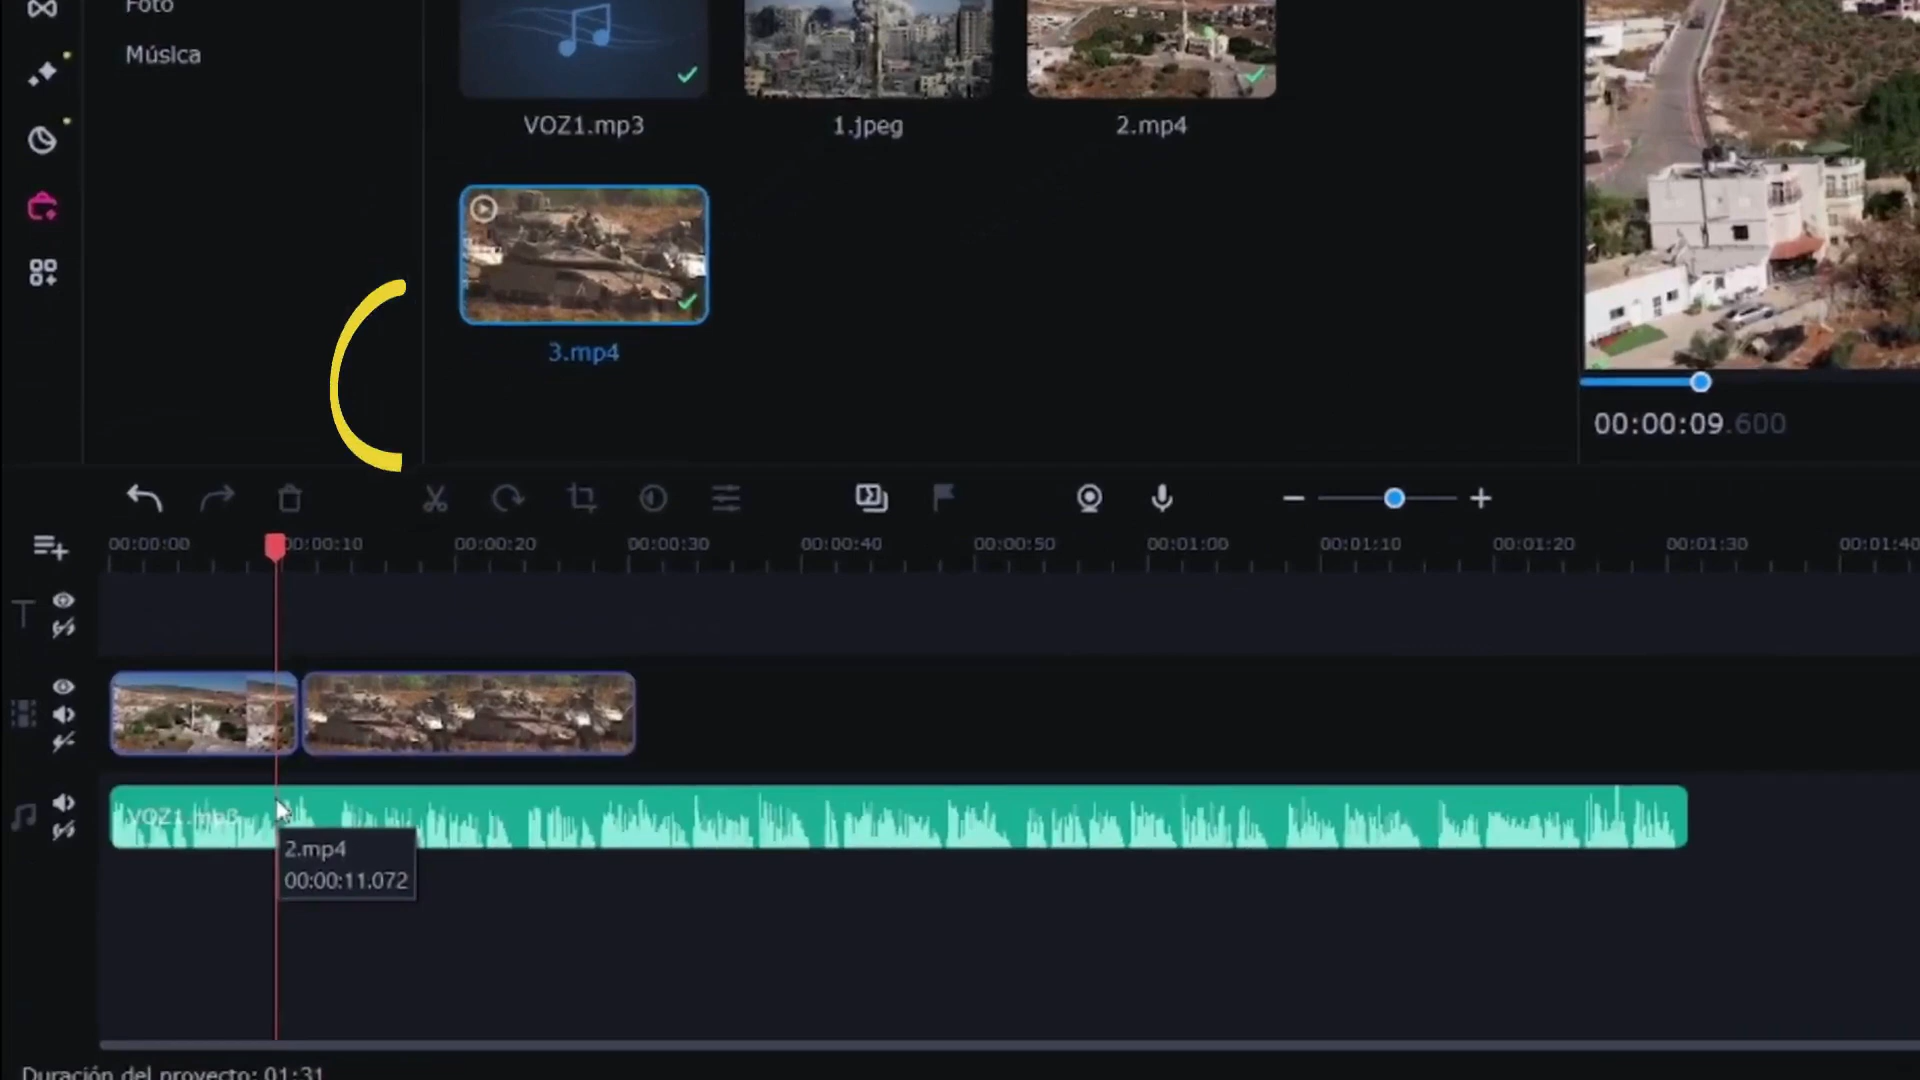 Foto
Música
VOZ1.mp3
1.jpeg
2.mp4
3.mp4
00:00:09.600
00:00:00
00:00:10
00:00:20
00:00:30
00:00:40
00:00:50
00:01:00
00:01:10
00:01:20
00:01:30
00:01:40
T
VOZ1.mp3
2.mp4
00:00:11.072
Duración del proyecto: 01:31